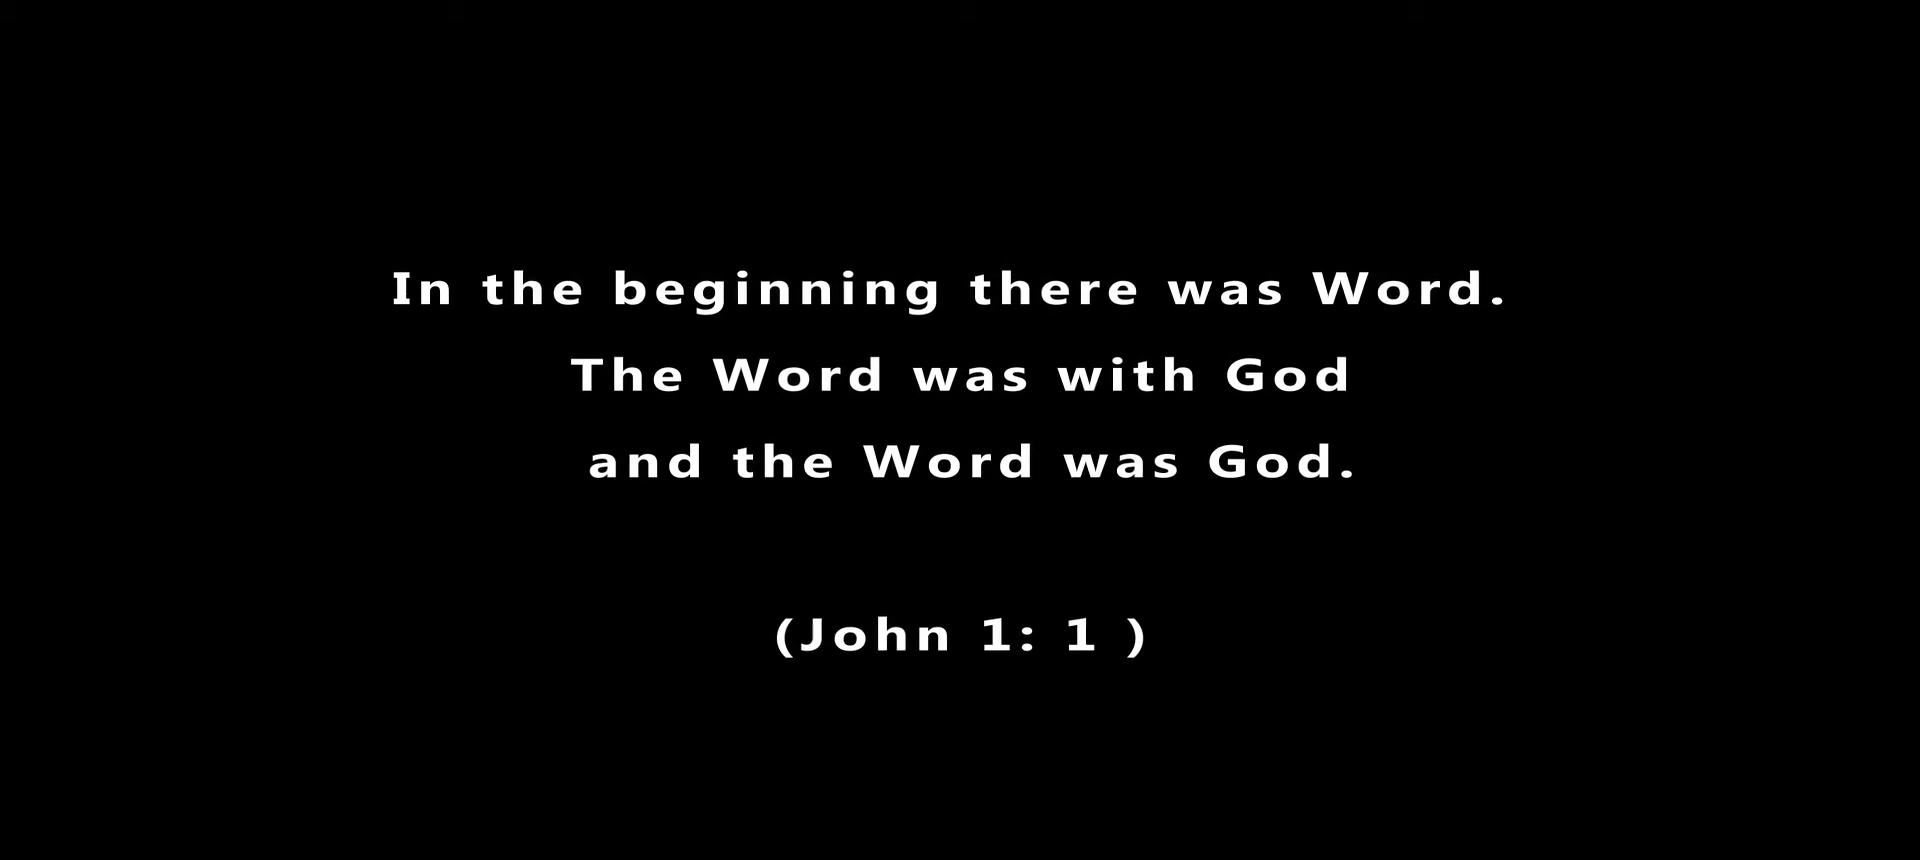 In the beginning there was Word.
The Word was with God
and the Word was God.
(John 1: 1 )